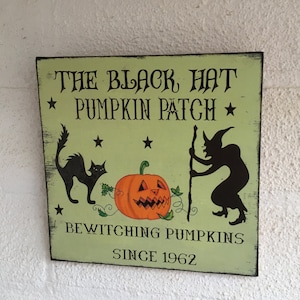 THE BLACK HAT
PUMPKIN PATCH
BEWITCHING PUMPKINS
SINCE 1962